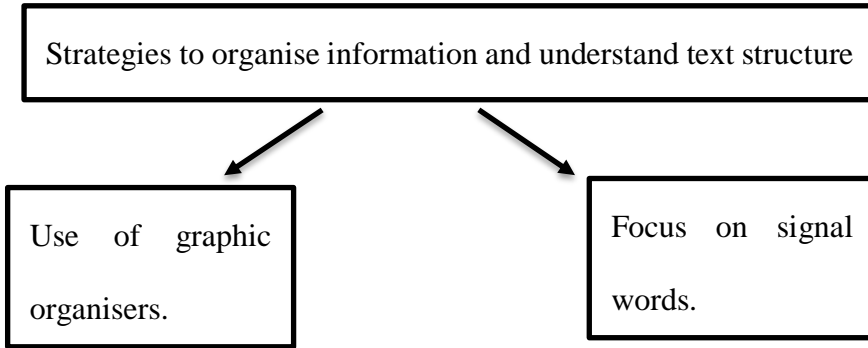 Strategies to organise information and understand text structure
Use of graphic
organisers.
Focus on signal
words.